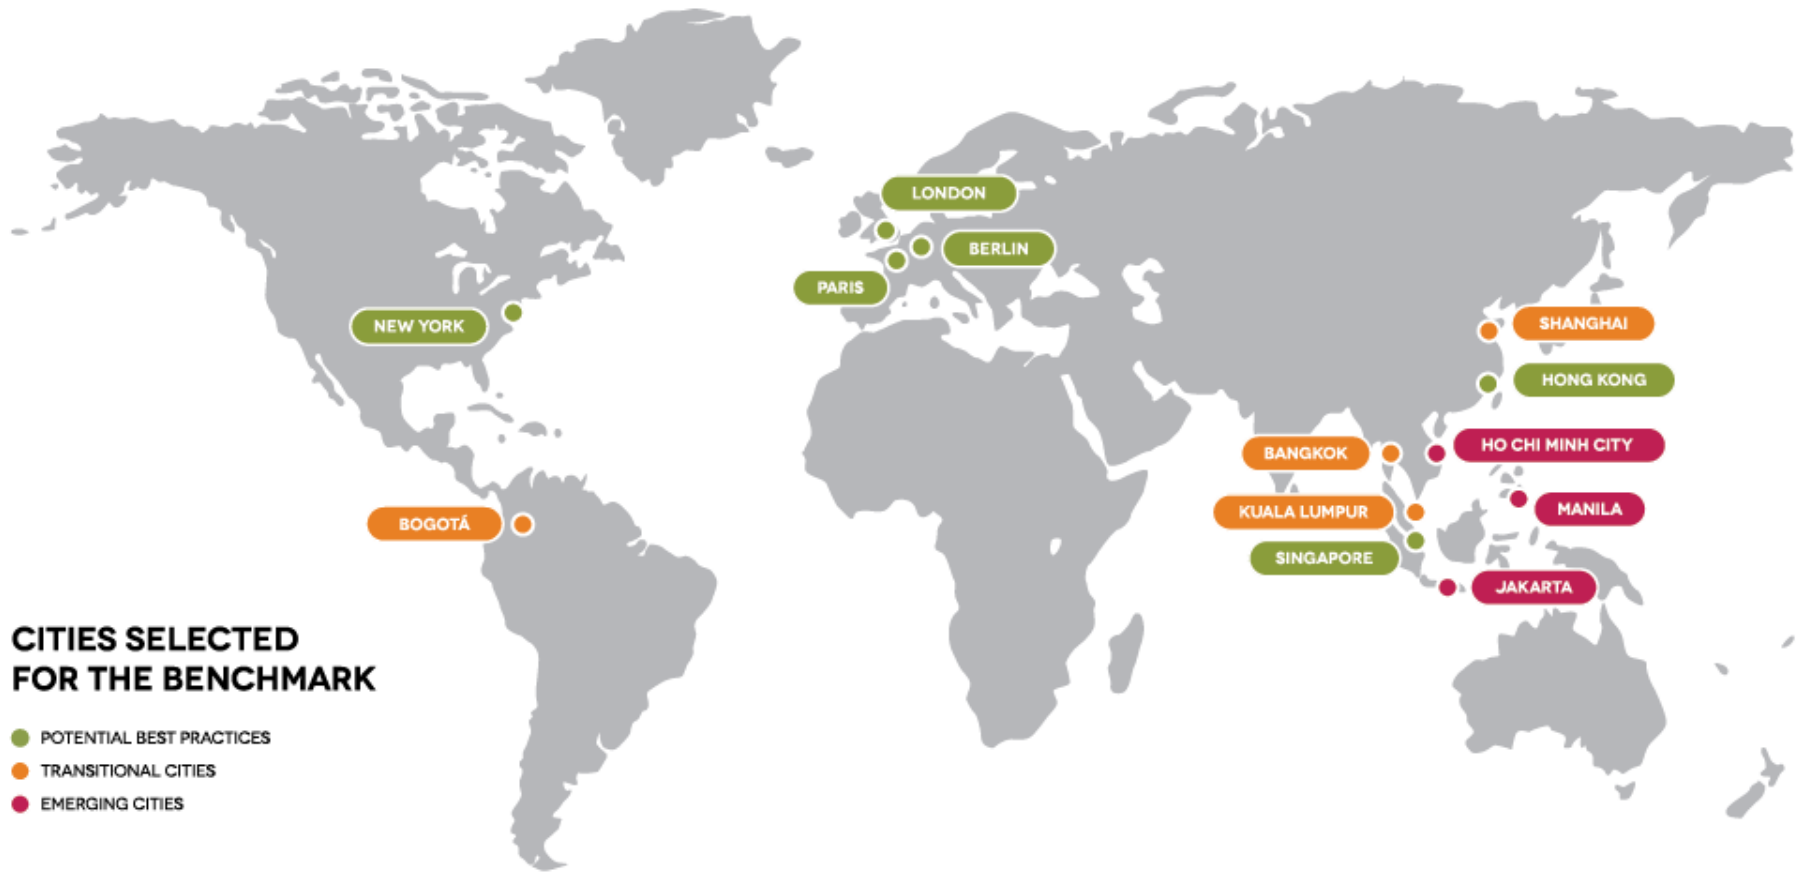 LONDON
BERLIN
PARIS
NEW YORK
SHANGHAI
HONG KONG
HO CHI MINH CITY
BANGKOK
MANILA
KUALA LUMPUR
BOGOTÁ
SINGAPORE
JAKARTA
CITIES SELECTED
FOR THE BENCHMARK
POTENTIAL BEST PRACTICES
TRANSITIONAL CITIES
EMERGING CITIES